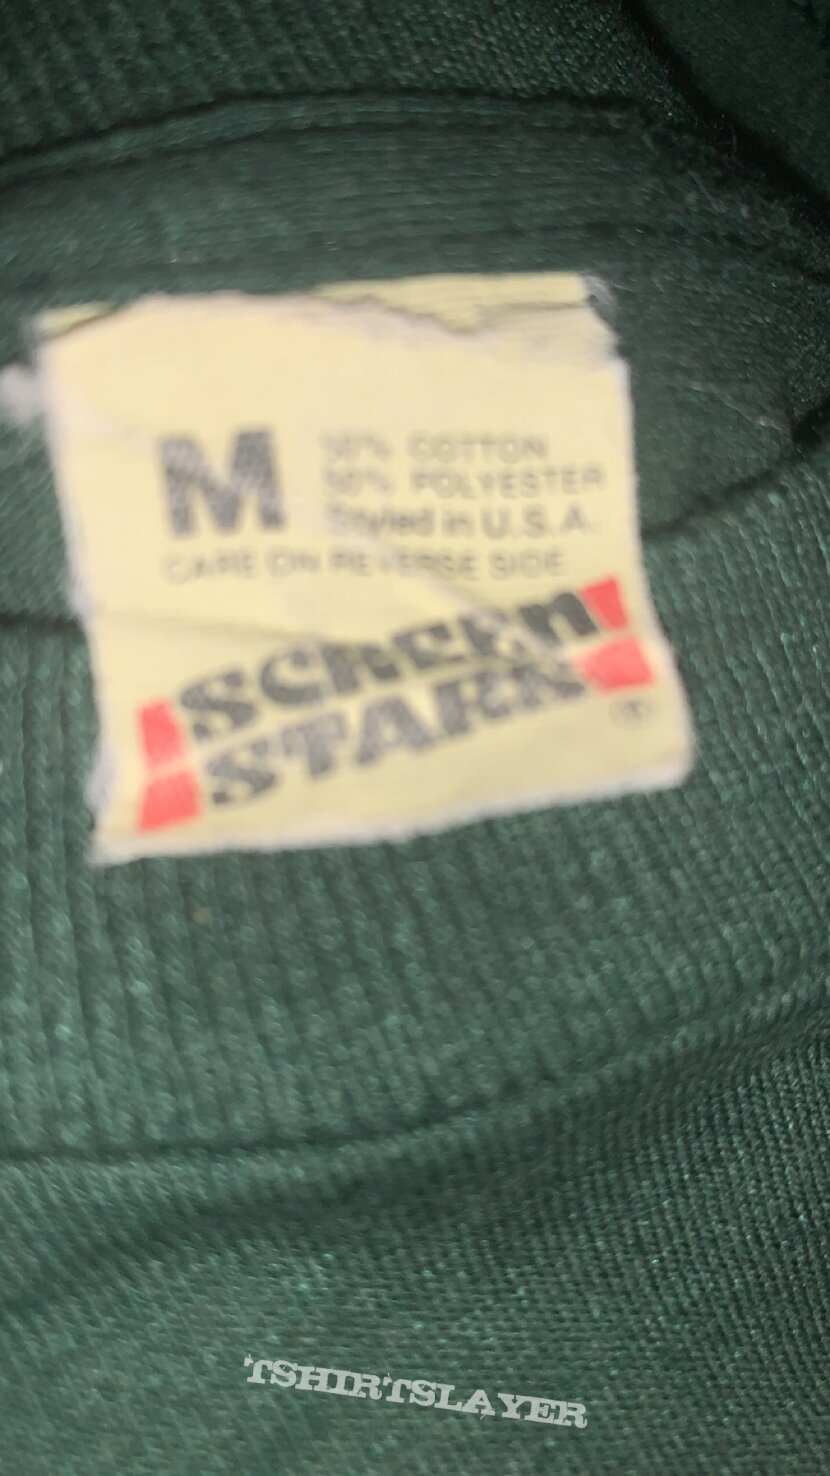 M
50% COTTON
50% POLYESTER
Styled in U.S.A.
CARE ON REVERSE SIDE
SCREEN
STARS
®
TSHIRTSLAYER